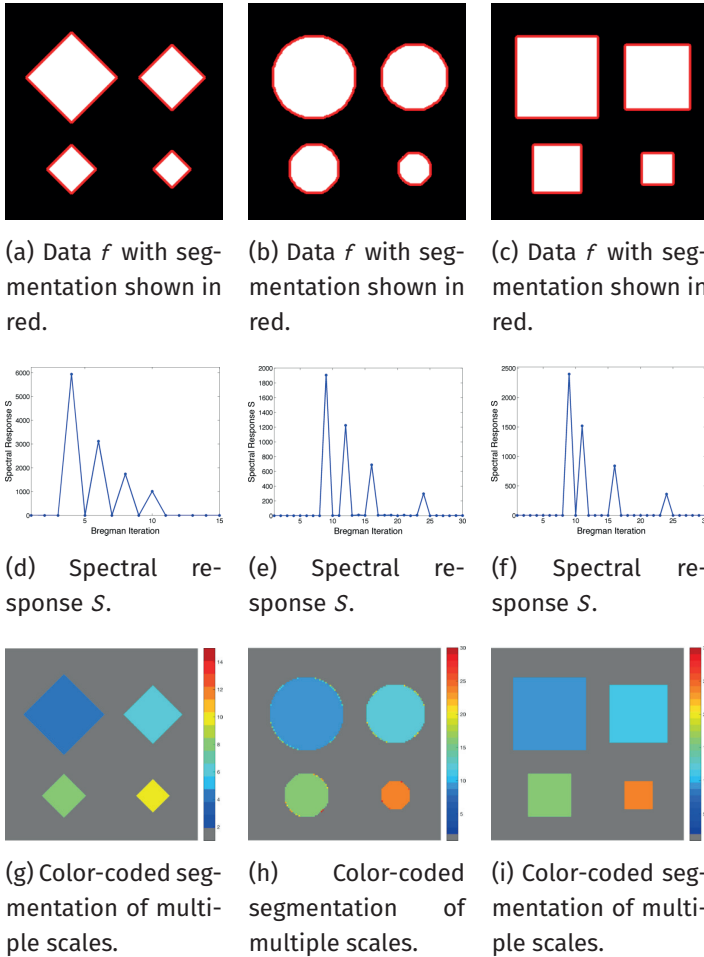 (a) Data f with seg-
mentation shown in
red.
(b) Data f with seg-
mentation shown in
red.
(c) Data f with seg-
mentation shown in
red.
6000
5000
4000
3000
2000
1000
0
5
10
15
Spectral Response S
Bregman Iteration
2000
1800
1600
1400
1200
1000
800
600
400
200
0
5
10
15
20
25
30
Spectral Response S
Bregman Iteration
2500
2000
1500
1000
500
0
5
10
15
20
25
Spectral Response S
Bregman Iteration
(d) Spectral re-
sponse S.
(e) Spectral re-
sponse S.
(f) Spectral re-
sponse S.
14
12
10
8
6
4
2
30
25
20
15
10
5
(g) Color-coded seg-
mentation of multi-
ple scales.
(h) Color-coded
segmentation of
multiple scales.
(i) Color-coded seg-
mentation of multi-
ple scales.